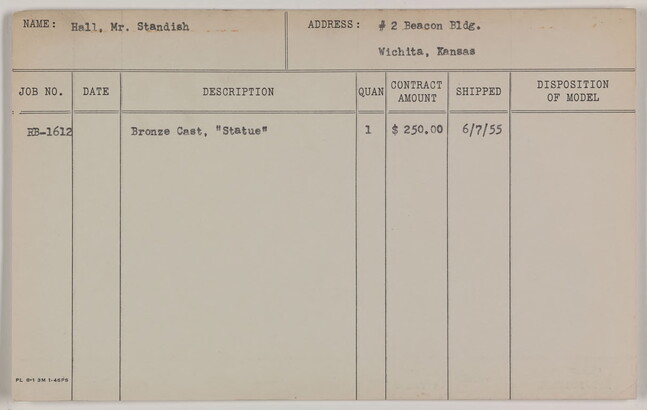 NAME: Hall, Mr. Standish ADDRESS: # 2 Beacon Bldg.
Wichita, Kansas
JOB NO. DATE DESCRIPTION QUAN CONTRACT AMOUNT SHIPPED DISPOSITION OF MODEL
HB-1612 Bronze Cast, "Statue" 1 $ 250.00 6/7/55